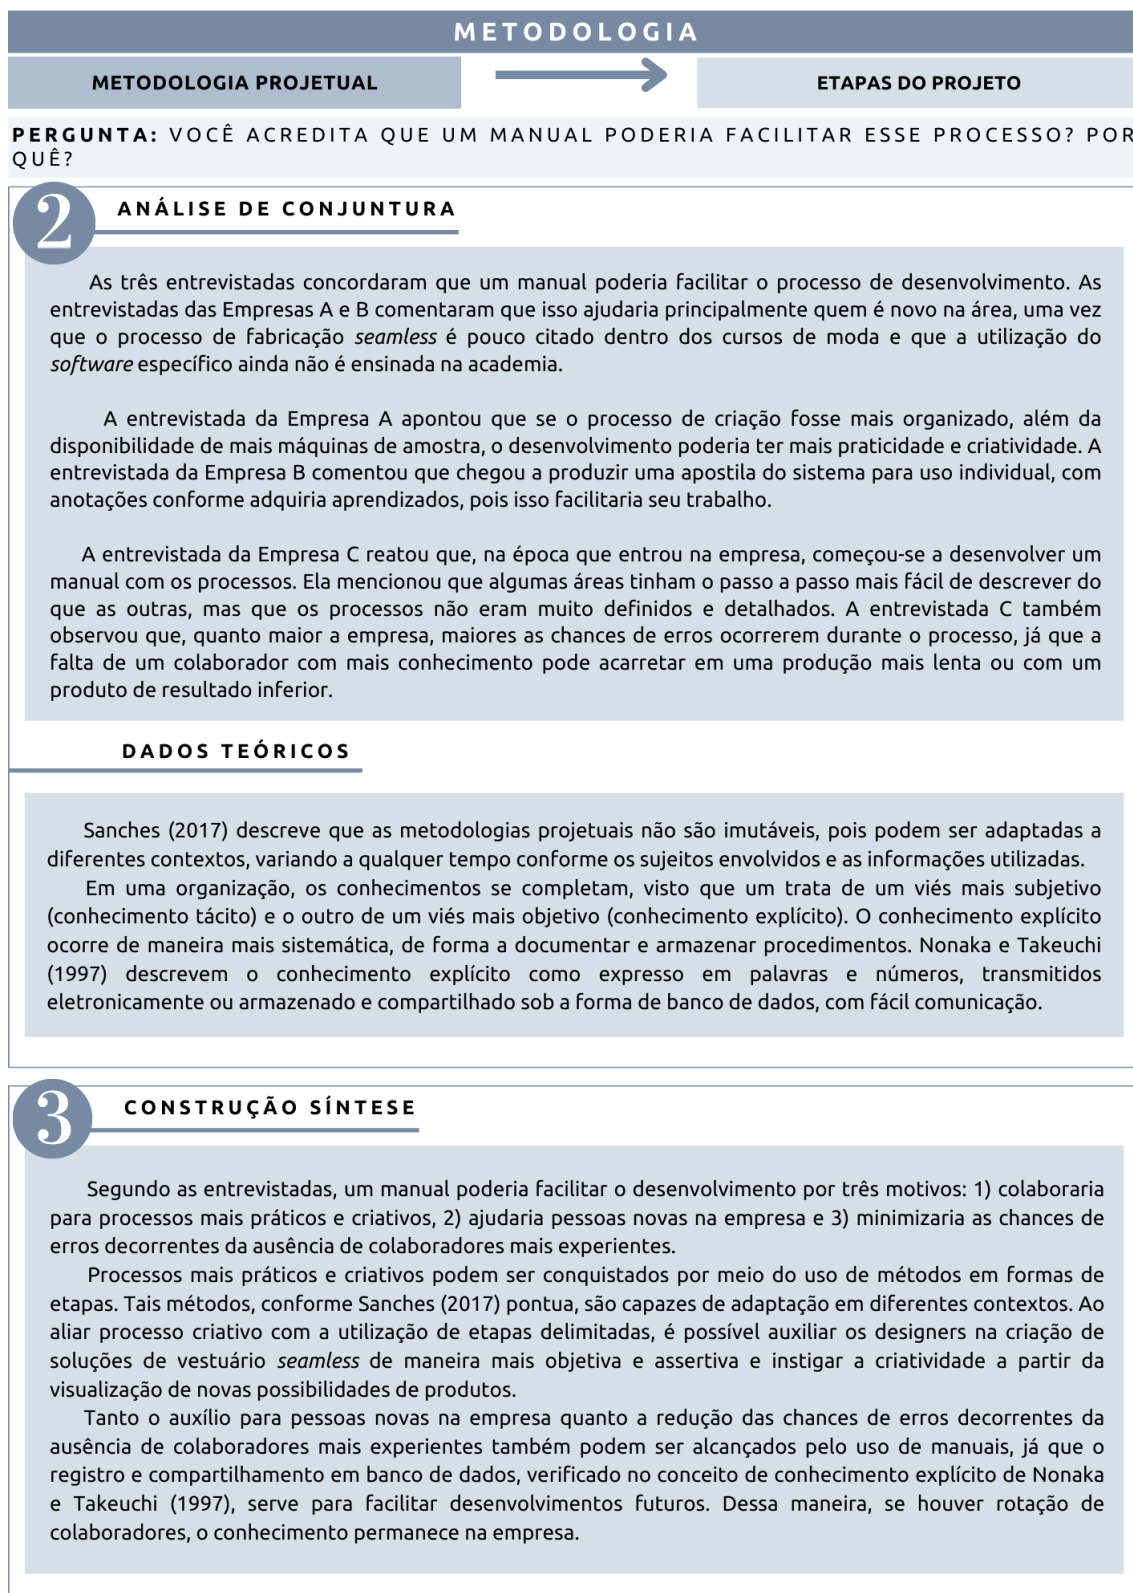 METODOLOGIA
METODOLOGIA PROJETUAL
ETAPAS DO PROJETO
PERGUNTA: VOCÊ ACREDITA QUE UM MANUAL PODERIA FACILITAR ESSE PROCESSO? POR
QUÊ?
2
ANÁLISE DE CONJUNTURA
As três entrevistadas concordaram que um manual poderia facilitar o processo de desenvolvimento. As
entrevistadas das Empresas A e B comentaram que isso ajudaria principalmente quem é novo na área, uma vez
que o processo de fabricação seamless é pouco citado dentro dos cursos de moda e que a utilização do
software específico ainda não é ensinada na academia.
A entrevistada da Empresa A apontou que se o processo de criação fosse mais organizado, além da
disponibilidade de mais máquinas de amostra, o desenvolvimento poderia ter mais praticidade e criatividade. A
entrevistada da Empresa B comentou que chegou a produzir uma apostila do sistema para uso individual, com
anotações conforme adquiria aprendizados, pois isso facilitaria seu trabalho.
A entrevistada da Empresa C reatou que, na época que entrou na empresa, começou-se a desenvolver um
manual com os processos. Ela mencionou que algumas áreas tinham o passo a passo mais fácil de descrever do
que as outras, mas que os processos não eram muito definidos e detalhados. A entrevistada C também
observou que, quanto maior a empresa, maiores as chances de erros ocorrerem durante o processo, já que a
falta de um colaborador com mais conhecimento pode acarretar em uma produção mais lenta ou com um
produto de resultado inferior.
DADOS TEÓRICOS
Sanches (2017) descreve que as metodologias projetuais não são imutáveis, pois podem ser adaptadas a
diferentes contextos, variando a qualquer tempo conforme os sujeitos envolvidos e as informações utilizadas.
Em uma organização, os conhecimentos se completam, visto que um trata de um viés mais subjetivo
(conhecimento tácito) e o outro de um viés mais objetivo (conhecimento explícito). O conhecimento explícito
ocorre de maneira mais sistemática, de forma a documentar e armazenar procedimentos. Nonaka e Takeuchi
(1997) descrevem o conhecimento explícito como expresso em palavras e números, transmitidos
eletronicamente ou armazenado e compartilhado sob a forma de banco de dados, com fácil comunicação.
3
CONSTRUÇÃO SÍNTESE
Segundo as entrevistadas, um manual poderia facilitar o desenvolvimento por três motivos: 1) colaboraria
para processos mais práticos e criativos, 2) ajudaria pessoas novas na empresa e 3) minimizaria as chances de
erros decorrentes da ausência de colaboradores mais experientes.
Processos mais práticos e criativos podem ser conquistados por meio do uso de métodos em formas de
etapas. Tais métodos, conforme Sanches (2017) pontua, são capazes de adaptação em diferentes contextos. Ao
aliar processo criativo com a utilização de etapas delimitadas, é possível auxiliar os designers na criação de
soluções de vestuário seamless de maneira mais objetiva e assertiva e instigar a criatividade a partir da
visualização de novas possibilidades de produtos.
Tanto o auxílio para pessoas novas na empresa quanto a redução das chances de erros decorrentes da
ausência de colaboradores mais experientes também podem ser alcançados pelo uso de manuais, já que o
registro e compartilhamento em banco de dados, verificado no conceito de conhecimento explícito de Nonaka
e Takeuchi (1997), serve para facilitar desenvolvimentos futuros. Dessa maneira, se houver rotação de
colaboradores, o conhecimento permanece na empresa.